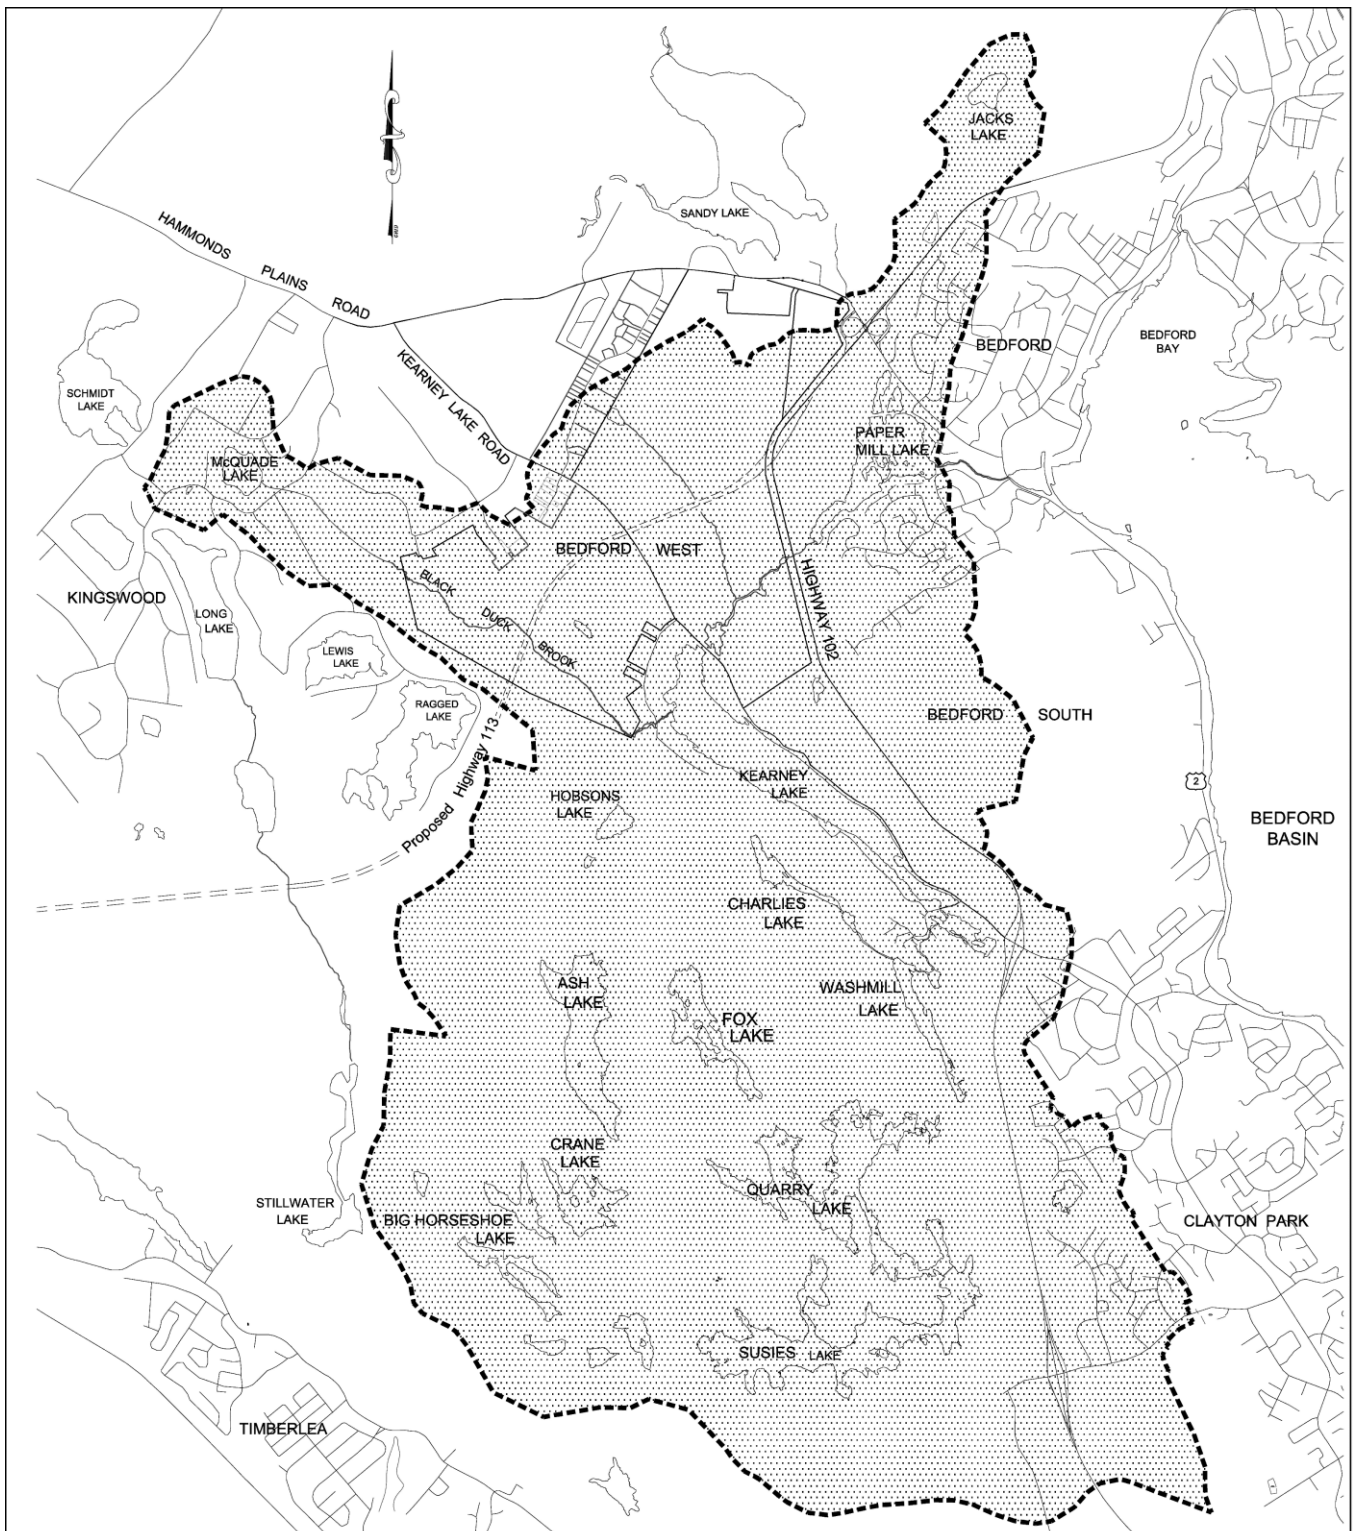 JACKS
LAKE
SANDY LAKE
HAMMONDS
PLAINS
ROAD
BEDFORD
BEDFORD
BAY
KEARNEY LAKE ROAD
SCHMIDT
LAKE
PAPER
MILL LAKE
McQUADE
LAKE
BEDFORD WEST
HIGHWAY 102
BLACK
DUCK
BROOK
KINGSWOOD
LONG
LAKE
LEWIS
LAKE
RAGGED
LAKE
BEDFORD SOUTH
Proposed Highway 113
KEARNEY
LAKE
2
HOBSONS
LAKE
BEDFORD
BASIN
CHARLIES
LAKE
ASH
LAKE
WASHMILL
LAKE
FOX
LAKE
CRANE
LAKE
QUARRY
LAKE
STILLWATER
LAKE
BIG HORSESHOE
LAKE
CLAYTON PARK
SUSIES LAKE
TIMBERLEA